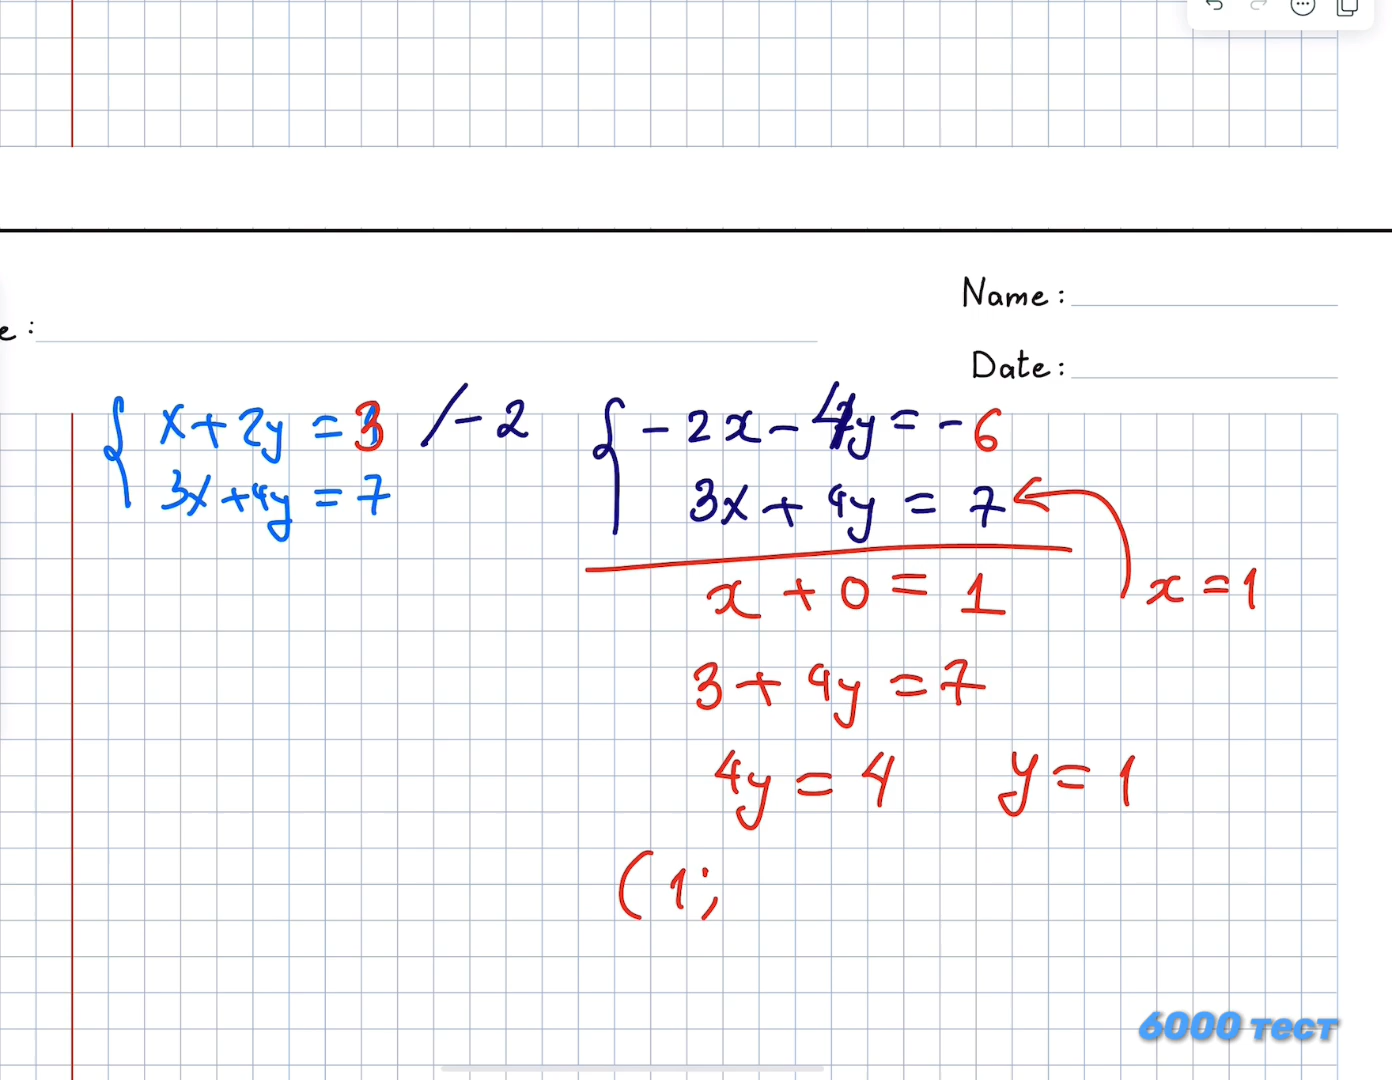 Name:
e:
Date:
x+2y=3 /-2
3x+4y=7
-2x-4y=-6
3x+4y=7
x+0=1
x=1
3+4y=7
4y=4 y=1
(1;
6000 тест